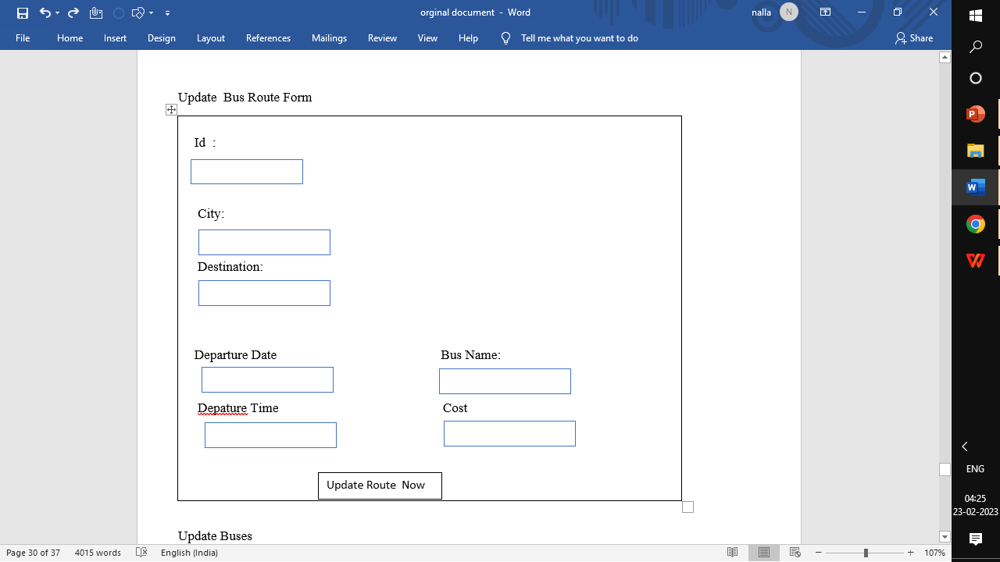 orginal document - Word
nalla
N
File Home Insert Design Layout References Mailings Review View Help Tell me what you want to do Share
Update  Bus Route Form
Id  :
City:
Destination:
Departure Date Bus Name:
Depature Time Cost
Update Route  Now
Update Buses
ENG
04:25
23-02-2023
Page 30 of 37 4015 words English (India) 107%